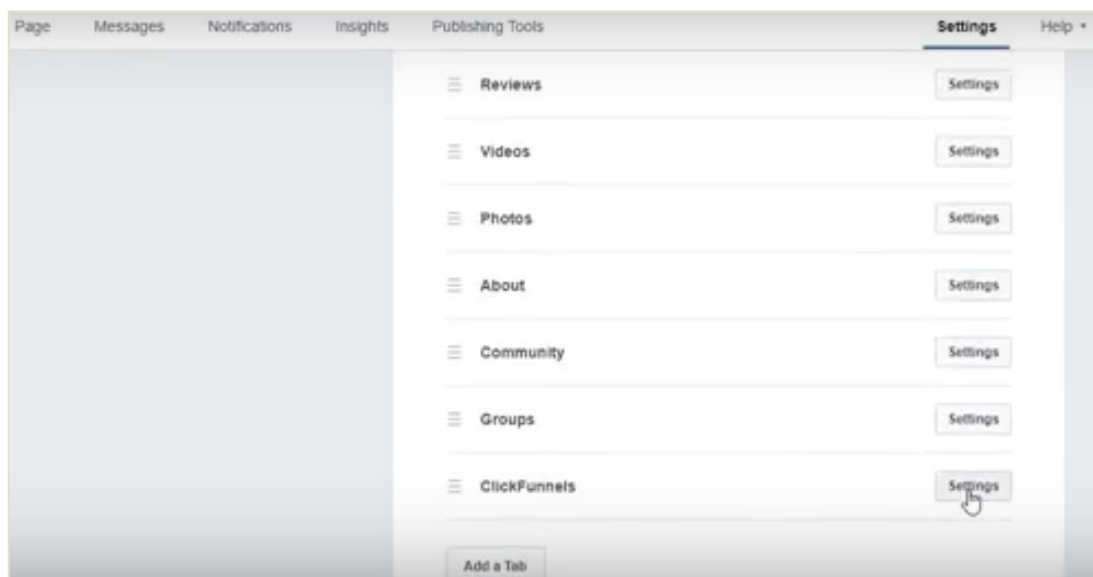 Page Messages Notifications Insights Publishing Tools Settings Help
Reviews Settings
Videos Settings
Photos Settings
About Settings
Community Settings
Groups Settings
ClickFunnels Settings
Add a Tab